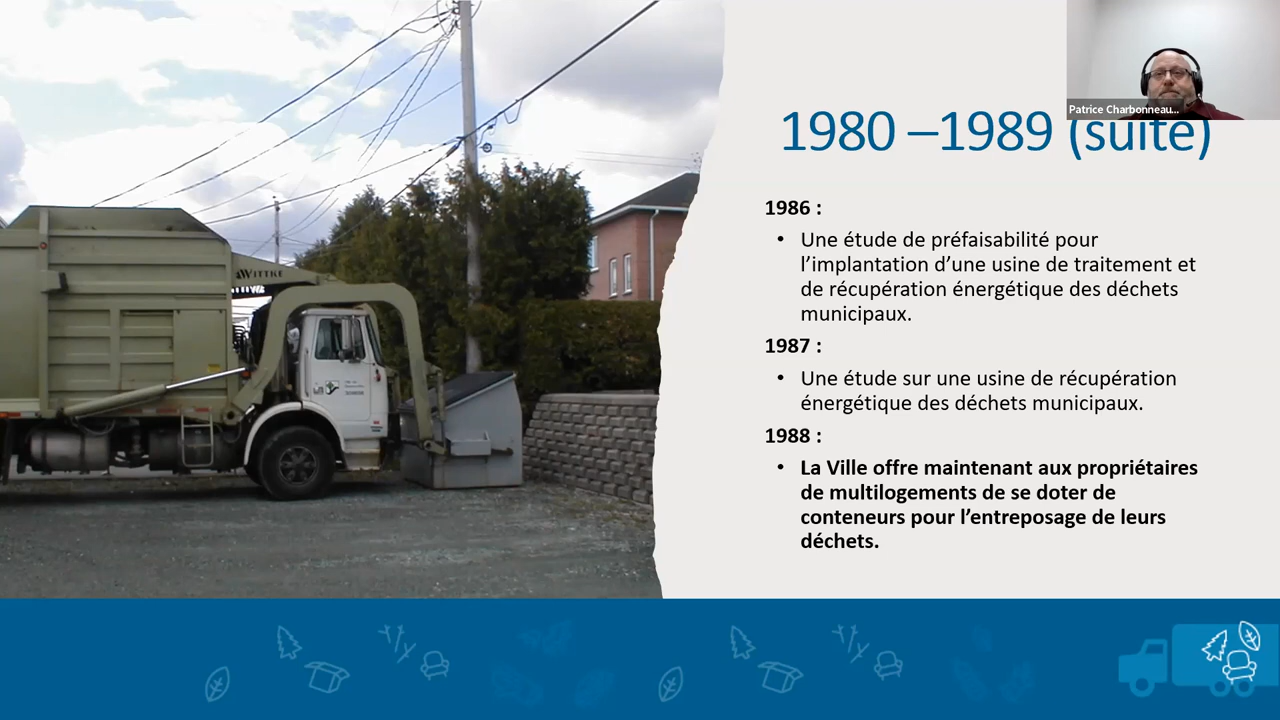 Patrice Charbonneau...
1980 –1989 (suite)
1986 :
• Une étude de préfaisabilité pour
l'implantation d'une usine de traitement et
de récupération énergétique des déchets
municipaux.
1987 :
• Une étude sur une usine de récupération
énergétique des déchets municipaux.
1988 :
• La Ville offre maintenant aux propriétaires
de multilogements de se doter de
conteneurs pour l'entreposage de leurs
déchets.
WITTKE